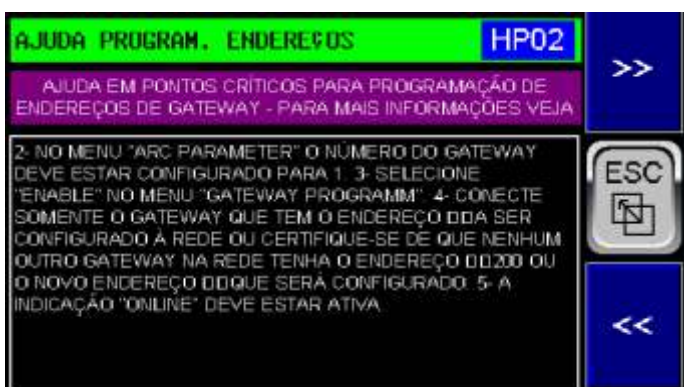 AJUDA PROGRAM. ENDEREÇOS
HP02
>>
AJUDA EM PONTOS CRÍTICOS PARA PROGRAMAÇÃO DE
ENDEREÇOS DE GATEWAY - PARA MAIS INFORMAÇÕES VEJA
2- NO MENU "ARC PARAMETER" O NÚMERO DO GATEWAY
DEVE ESTAR CONFIGURADO PARA 1. 3- SELECIONE
"ENABLE" NO MENU "GATEWAY PROGRAMM". 4- CONECTE
SOMENTE O GATEWAY QUE TEM O ENDEREÇO □□A SER
CONFIGURADO À REDE OU CERTIFIQUE-SE DE QUE NENHUM
OUTRO GATEWAY NA REDE TENHA O ENDEREÇO □□200 OU
O NOVO ENDEREÇO □□QUE SERÁ CONFIGURADO. 5- A
INDICAÇÃO "ONLINE" DEVE ESTAR ATIVA
ESC
<<